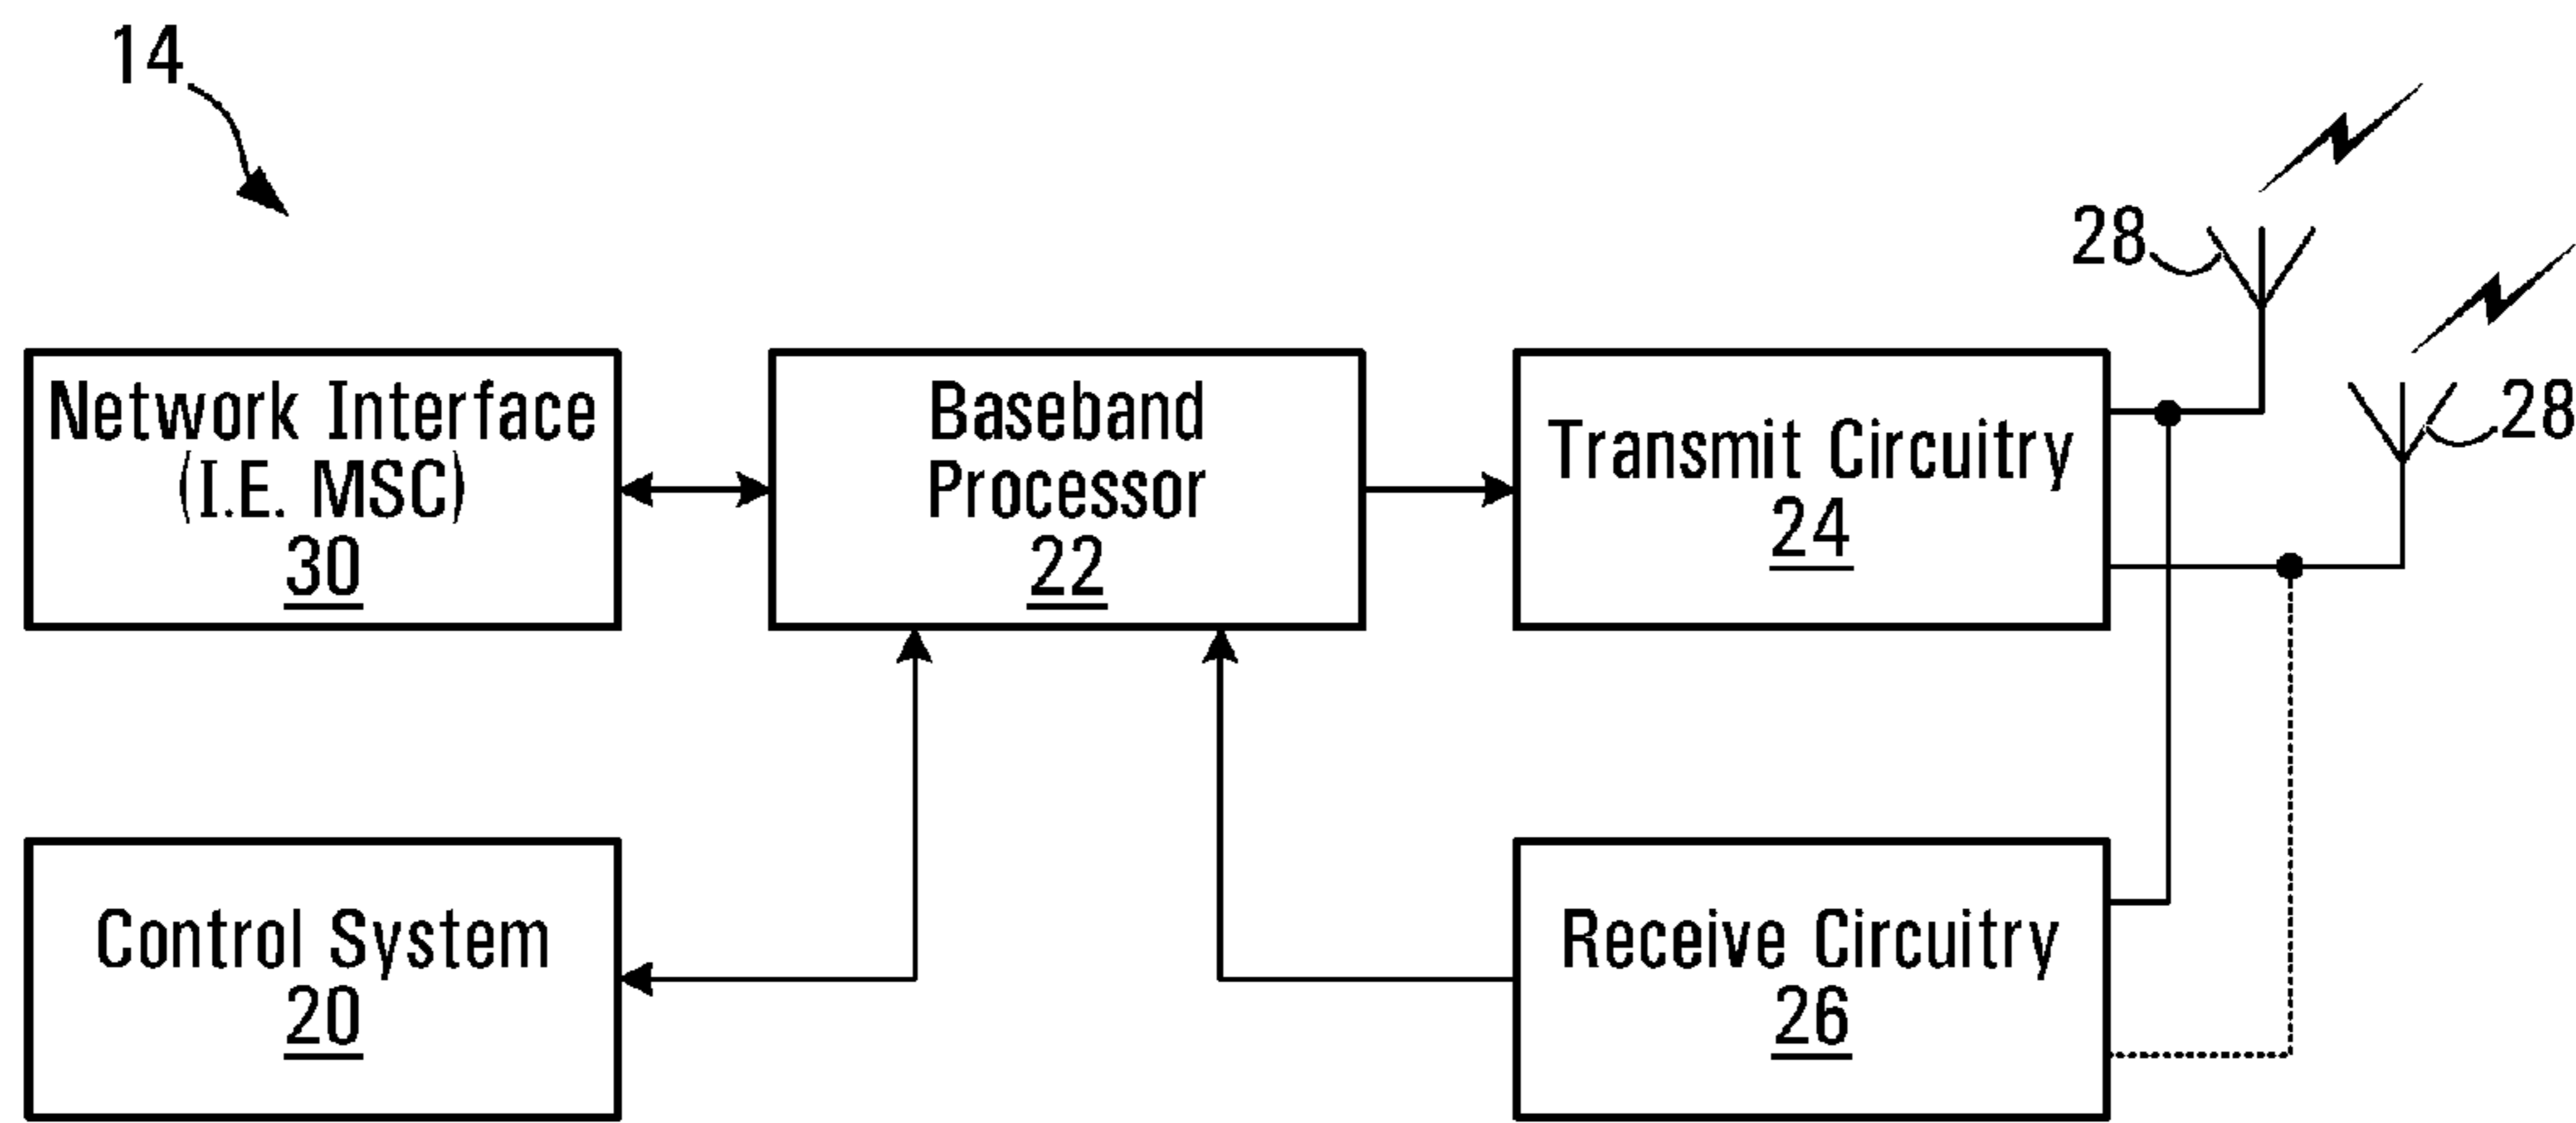 14
28
28
Network Interface
(I.E. MSC)
30
Baseband
Processor
22
Transmit Circuitry
24
Control System
20
Receive Circuitry
26